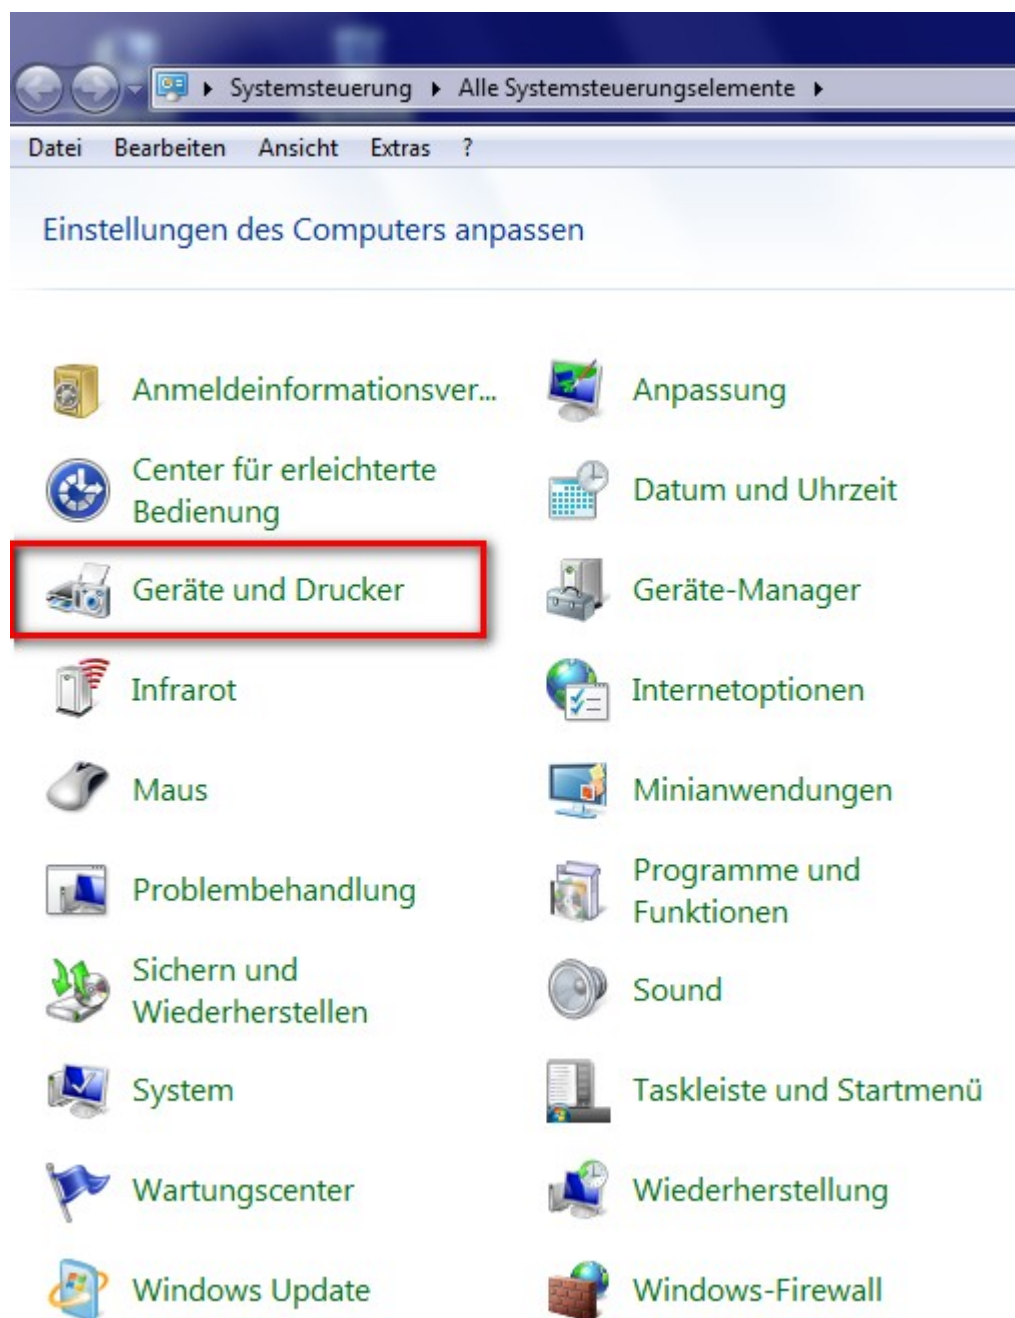 Systemsteuerung Alle Systemsteuerungselemente
Datei Bearbeiten Ansicht Extras ?
Einstellungen des Computers anpassen
Anmeldeinformationsver... Anpassung
Center für erleichterte
Bedienung
Datum und Uhrzeit
Geräte und Drucker Geräte-Manager
Infrarot Internetoptionen
Maus Minianwendungen
Problembehandlung
Programme und
Funktionen
Sichern und
Wiederherstellen
Sound
System Taskleiste und Startmenü
Wartungscenter Wiederherstellung
Windows Update Windows-Firewall